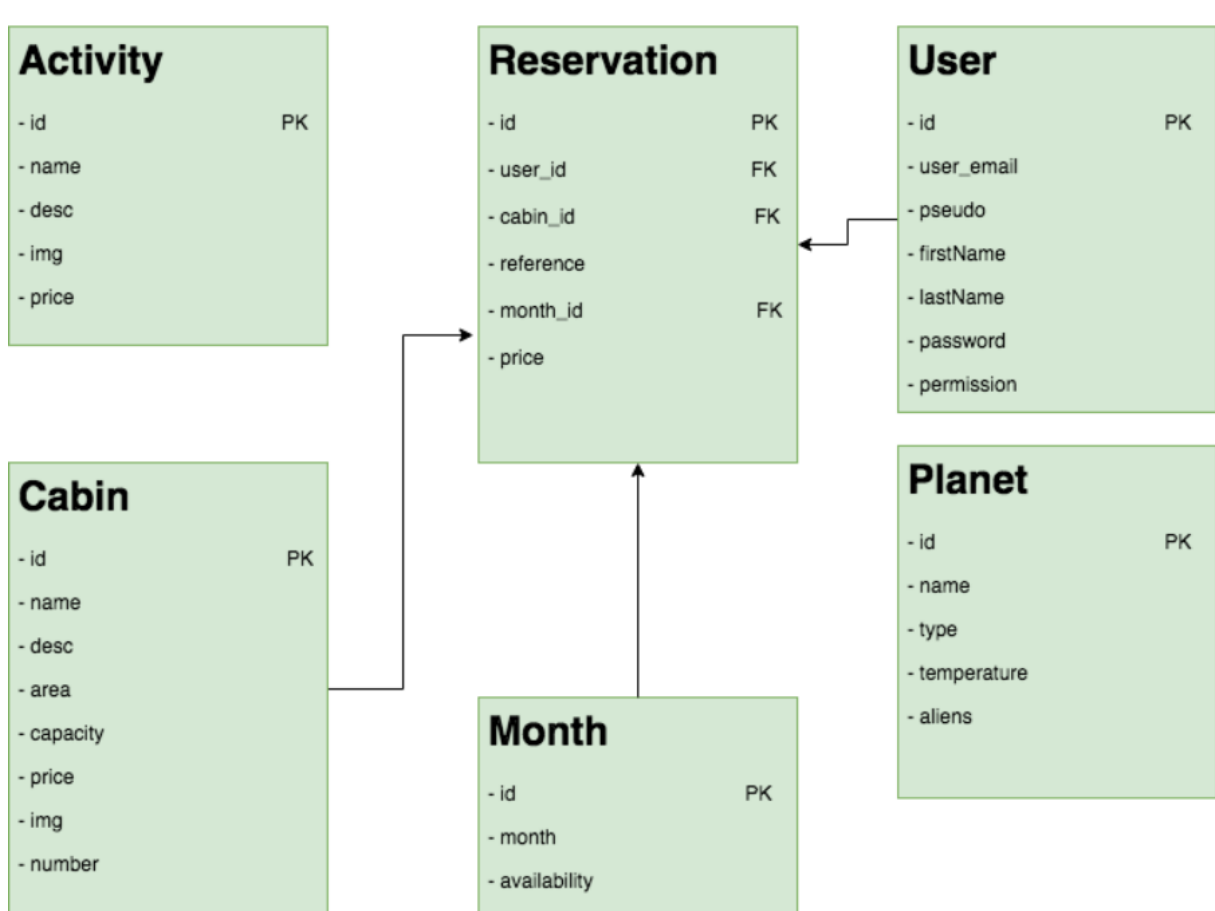 Activity
- id PK
- name
- desc
- img
- price
Reservation
- id PK
- user_id FK
- cabin_id FK
- reference
- month_id FK
- price
User
- id PK
- user_email
- pseudo
- firstName
- lastName
- password
- permission
Cabin
- id PK
- name
- desc
- area
- capacity
- price
- img
- number
Month
- id PK
- month
- availability
Planet
- id PK
- name
- type
- temperature
- aliens